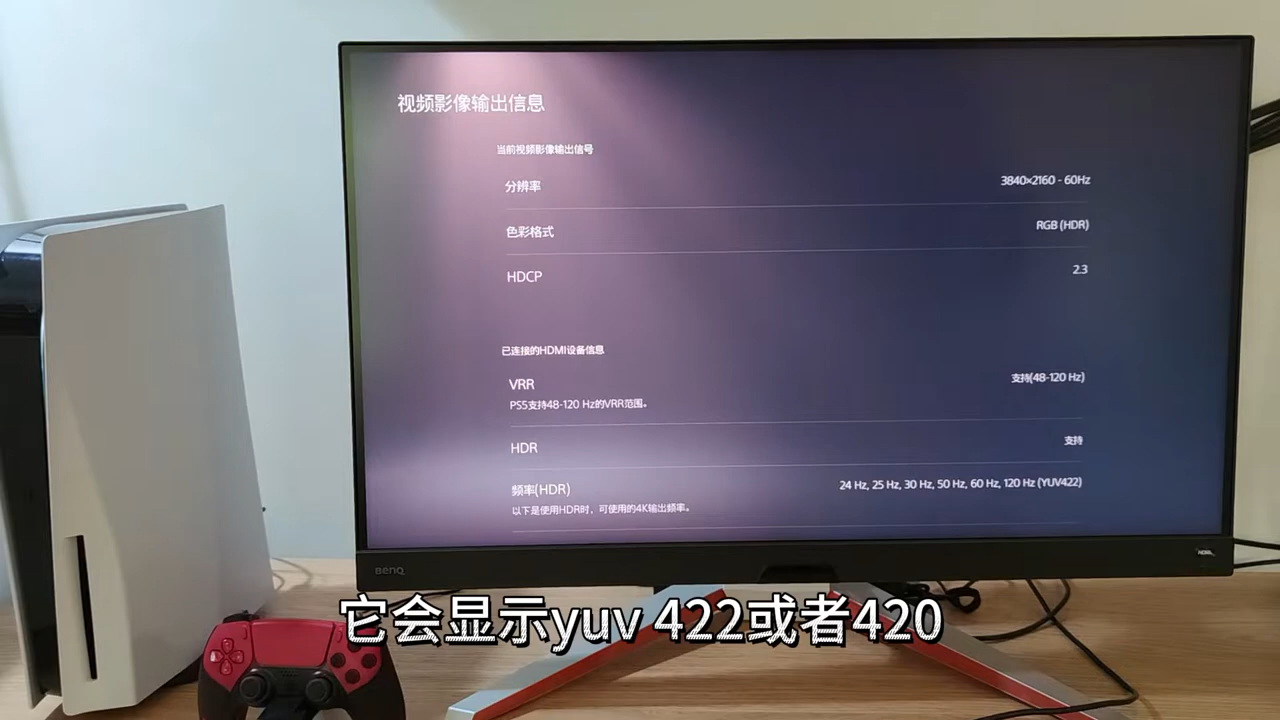 视频影像输出信息
当前视频影像输出信号
分辨率 3840×2160 - 60Hz
色彩格式 RGB (HDR)
HDCP 2.3
已连接的HDMI设备信息
VRR 支持(48-120 Hz)
PS5支持48-120 Hz的VRR范围。
HDR 支持
频率(HDR) 24 Hz, 25 Hz, 30 Hz, 50 Hz, 60 Hz, 120 Hz (YUV422)
以下是使用HDR时，可使用的4K输出频率。
BenQ
HDMI
它会显示yuv 422或者420